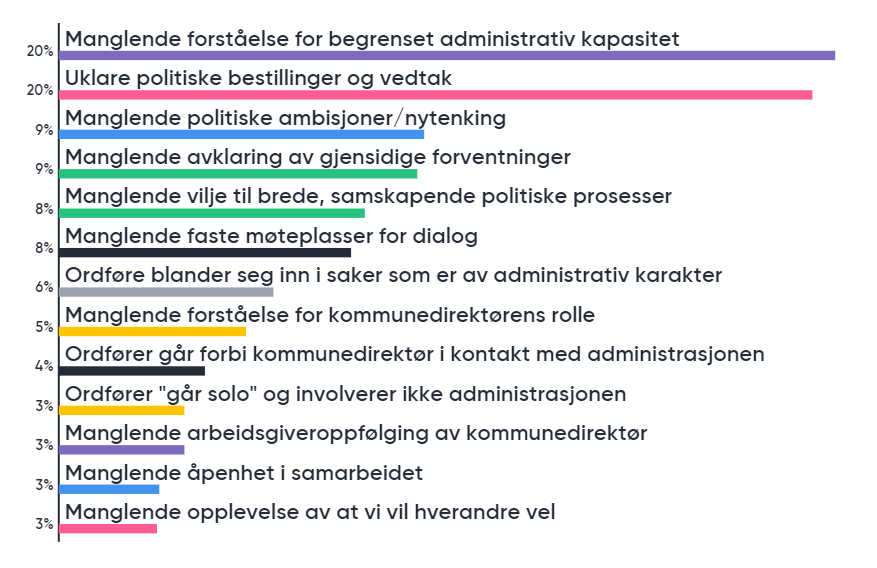 Manglende forståelse for begrenset administrativ kapasitet
20%
Uklare politiske bestillinger og vedtak
20%
Manglende politiske ambisjoner/nytenking
9%
Manglende avklaring av gjensidige forventninger
9%
Manglende vilje til brede, samskapende politiske prosesser
8%
Manglende faste møteplasser for dialog
8%
Ordføre blander seg inn i saker som er av administrativ karakter
6%
Manglende forståelse for kommunedirektørens rolle
5%
Ordfører går forbi kommunedirektør i kontakt med administrasjonen
4%
Ordfører "går solo" og involverer ikke administrasjonen
3%
Manglende arbeidsgiveroppfølging av kommunedirektør
3%
Manglende åpenhet i samarbeidet
3%
Manglende opplevelse av at vi vil hverandre vel
3%